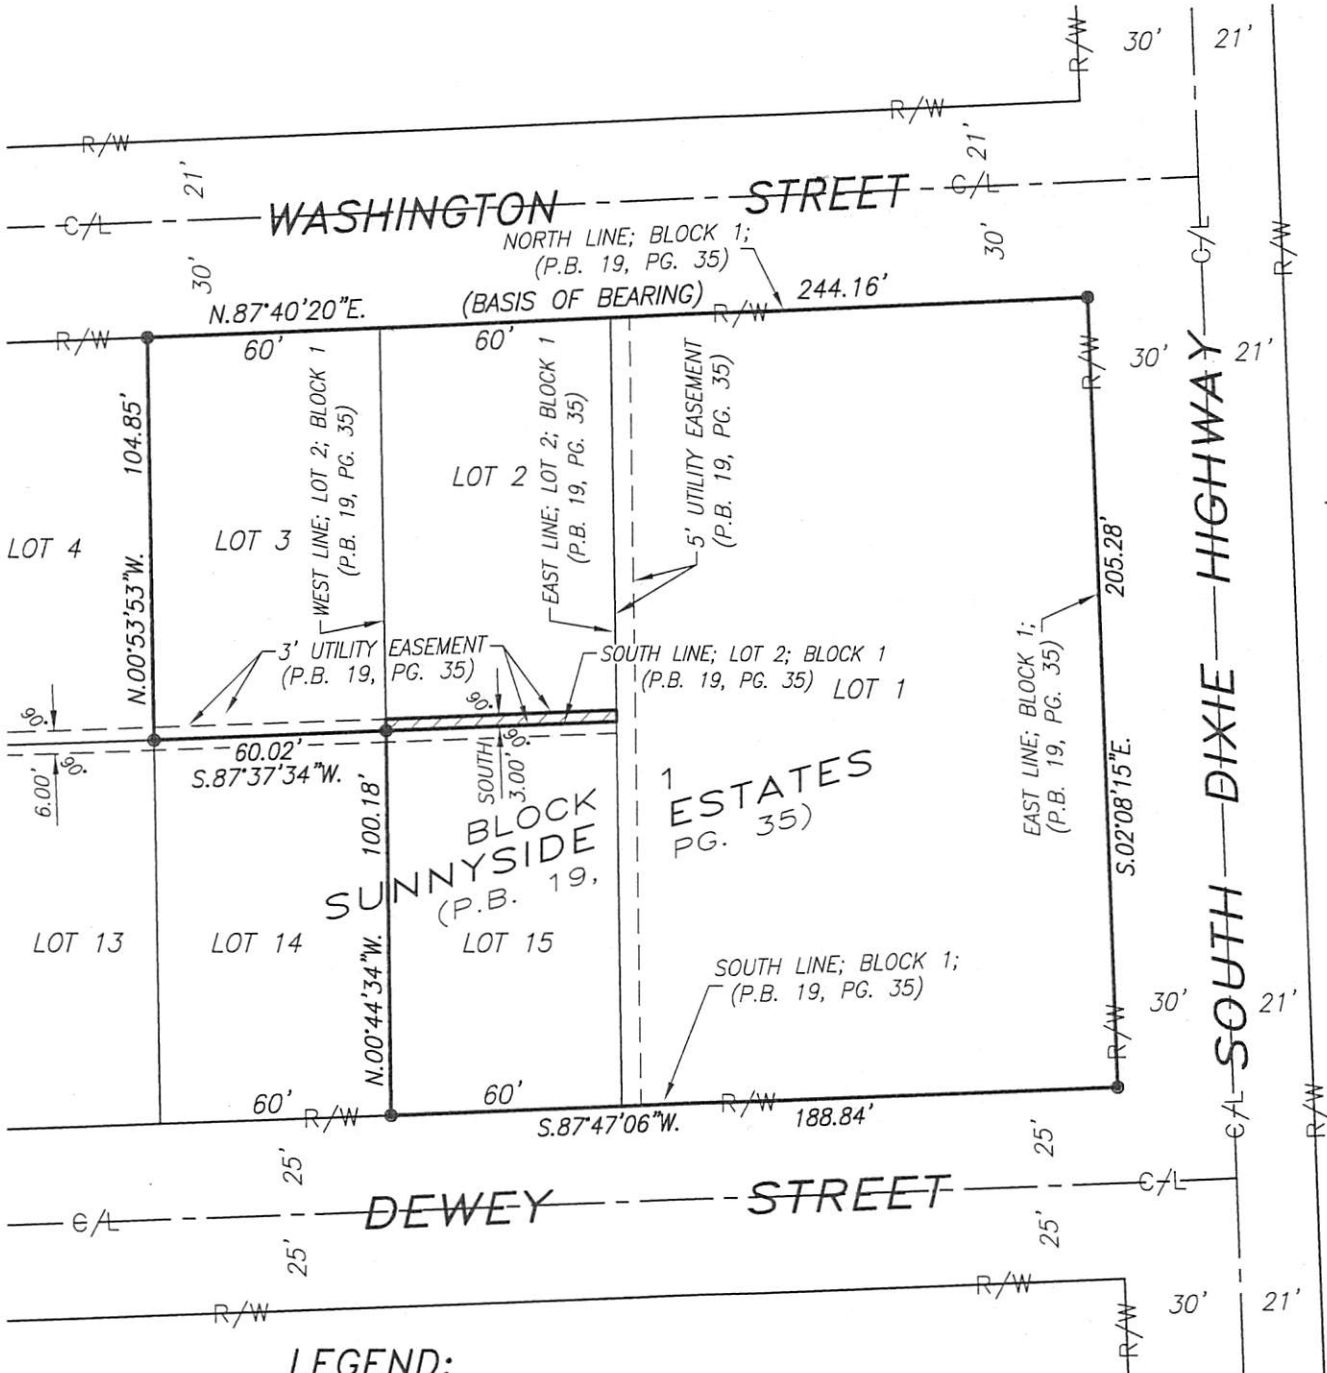 R/W
30'
21'
R/W
R/W
21'
21'
C/L
WASHINGTON STREET
C/L
NORTH LINE; BLOCK 1;
(P.B. 19, PG. 35)
30'
30'
C/L
R/W
N.87°40'20"E.
(BASIS OF BEARING)
R/W
244.16'
R/W
60'
60'
R/W
30'
21'
104.85'
N.00°53'53"W.
WEST LINE; LOT 2; BLOCK 1
(P.B. 19, PG. 35)
EAST LINE; LOT 2; BLOCK 1
(P.B. 19, PG. 35)
5' UTILITY EASEMENT
(P.B. 19, PG. 35)
LOT 4
LOT 3
LOT 2
205.28'
S.02°08'15"E.
EAST LINE; BLOCK 1;
(P.B. 19, PG. 35)
SOUTH DIXIE HIGHWAY
3' UTILITY EASEMENT
(P.B. 19, PG. 35)
SOUTH LINE; LOT 2; BLOCK 1
(P.B. 19, PG. 35)
LOT 1
90°
90°
6.00'
90°
90°
SOUTH
3.00'
60.02'
S.87°37'34"W.
100.18'
N.00°44'34"W.
BLOCK 1
SUNNYSIDE ESTATES
(P.B. 19, PG. 35)
LOT 13
LOT 14
LOT 15
SOUTH LINE; BLOCK 1;
(P.B. 19, PG. 35)
R/W
30'
21'
60'
R/W
60'
S.87°47'06"W.
R/W
188.84'
C/L
R/W
25'
25'
C/L
DEWEY STREET
C/L
25'
25'
R/W
R/W
R/W
30'
21'
LEGEND: